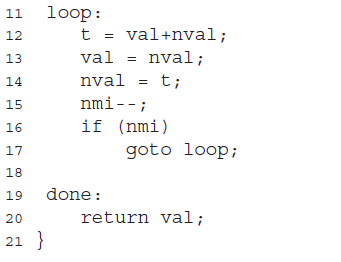 11 loop:
12 t = val+nval;
13 val = nval;
14 nval = t;
15 nmi--;
16 if (nmi)
17 goto loop;
18
19 done:
20 return val;
21 }